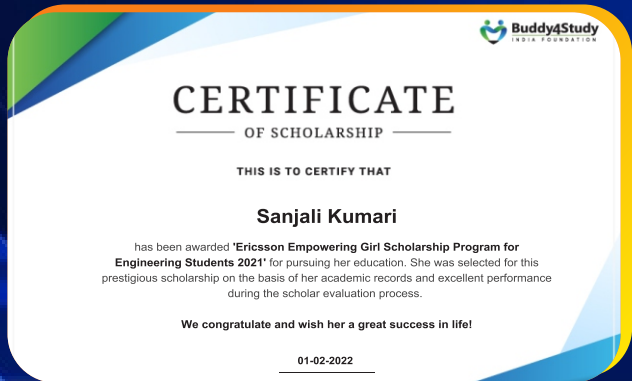 Buddy4Study
INDIA FOUNDATION
CERTIFICATE
OF SCHOLARSHIP
THIS IS TO CERTIFY THAT
Sanjali Kumari
has been awarded 'Ericsson Empowering Girl Scholarship Program for
Engineering Students 2021' for pursuing her education. She was selected for this
prestigious scholarship on the basis of her academic records and excellent performance
during the scholar evaluation process.
We congratulate and wish her a great success in life!
01-02-2022